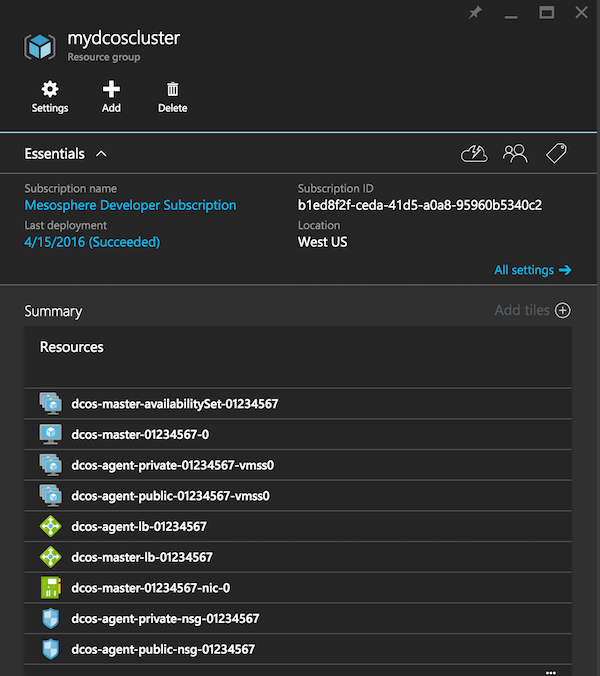 mydcoscluster
Resource group
Settings Add Delete
Essentials
Subscription name Subscription ID
Mesosphere Developer Subscription b1ed8f2f-ceda-41d5-a0a8-95960b5340c2
Last deployment Location
4/15/2016 (Succeeded) West US
All settings
Summary Add tiles
Resources
dcos-master-availabilitySet-01234567
dcos-master-01234567-0
dcos-agent-private-01234567-vmss0
dcos-agent-public-01234567-vmss0
dcos-agent-lb-01234567
dcos-master-lb-01234567
dcos-master-01234567-nic-0
dcos-agent-private-nsg-01234567
dcos-agent-public-nsg-01234567
...